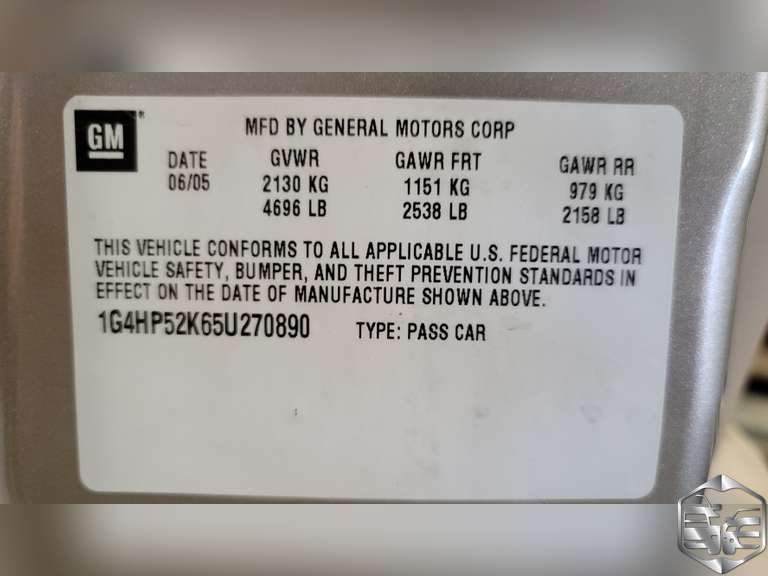 GM®
MFD BY GENERAL MOTORS CORP
DATE GVWR GAWR FRT GAWR RR
06/05 2130 KG 1151 KG 979 KG
4696 LB 2538 LB 2158 LB
THIS VEHICLE CONFORMS TO ALL APPLICABLE U.S. FEDERAL MOTOR
VEHICLE SAFETY, BUMPER, AND THEFT PREVENTION STANDARDS IN
EFFECT ON THE DATE OF MANUFACTURE SHOWN ABOVE.
1G4HP52K65U270890 TYPE: PASS CAR